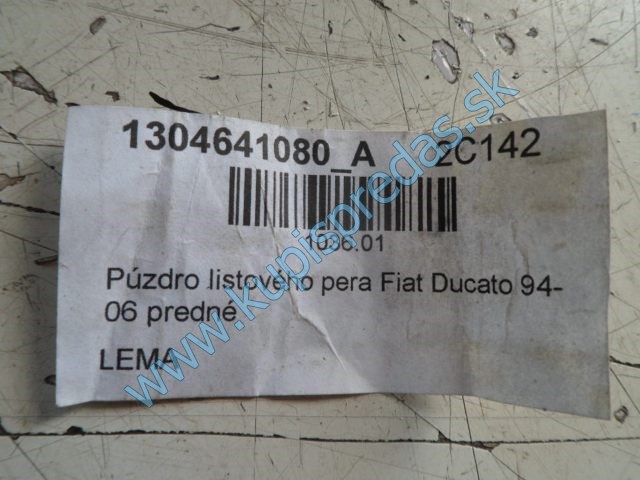 1304641080_A 2C142
1036.01
Púzdro listového pera Fiat Ducato 94-
06 predné
LEMA
www.kupispredas.sk